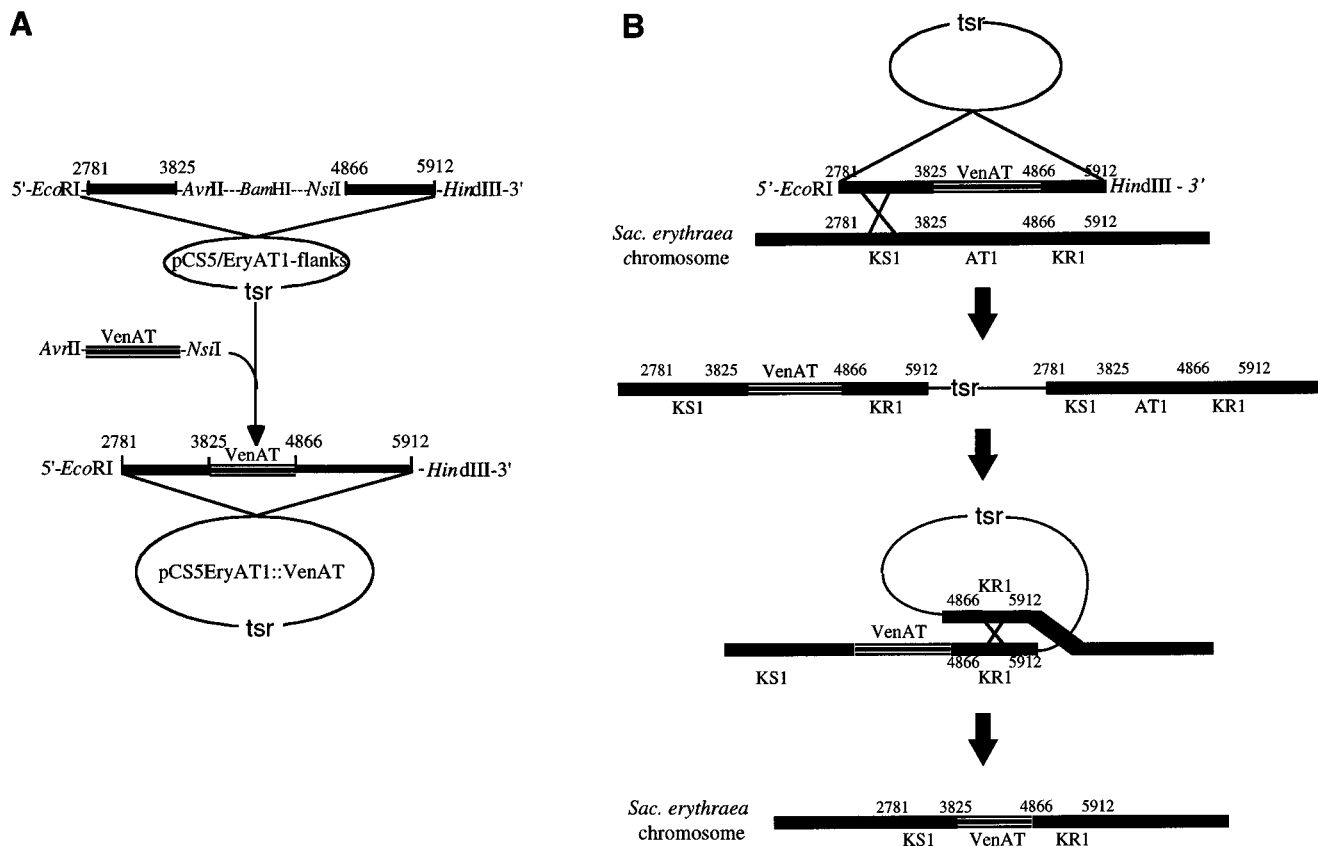 A
2781 3825 4866 5912
5'-EcoRI -AvrII---BamHI---NsiI -HindIII-3'
pCS5/EryAT1-flanks
tsr
VenAT
AvrII- -NsiI
2781 3825 VenAT 4866 5912
5'-EcoRI -HindIII-3'
pCS5EryAT1::VenAT
tsr
B
tsr
2781 3825 VenAT 4866 5912
5'-EcoRI HindIII - 3'
2781 3825 4866 5912
Sac. erythraea
chromosome
KS1 AT1 KR1
2781 3825 VenAT 4866 5912 tsr 2781 3825 4866 5912
KS1 KR1 KS1 AT1 KR1
tsr
KR1
4866 5912
VenAT
4866 5912
KS1 KR1
2781 3825 4866 5912
Sac. erythraea
chromosome
KS1 VenAT KR1